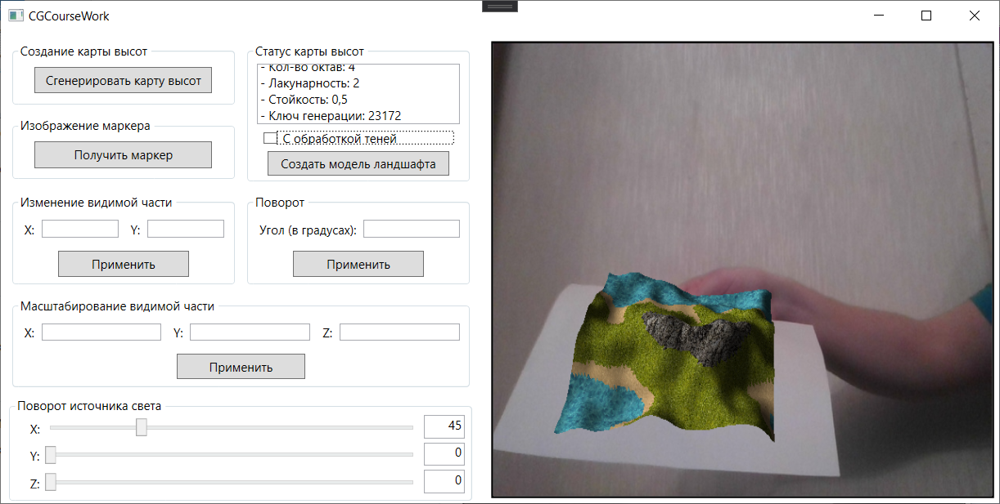 CGCourseWork
Создание карты высот
Сгенерировать карту высот
Изображение маркера
Получить маркер
Статус карты высот
- Кол-во октав: 4
- Лакунарность: 2
- Стойкость: 0,5
- Ключ генерации: 23172
С обработкой теней
Создать модель ландшафта
Изменение видимой части
X: Y:
Применить
Поворот
Угол (в градусах):
Применить
Масштабирование видимой части
X: Y: Z:
Применить
Поворот источника света
X: 45
Y: 0
Z: 0